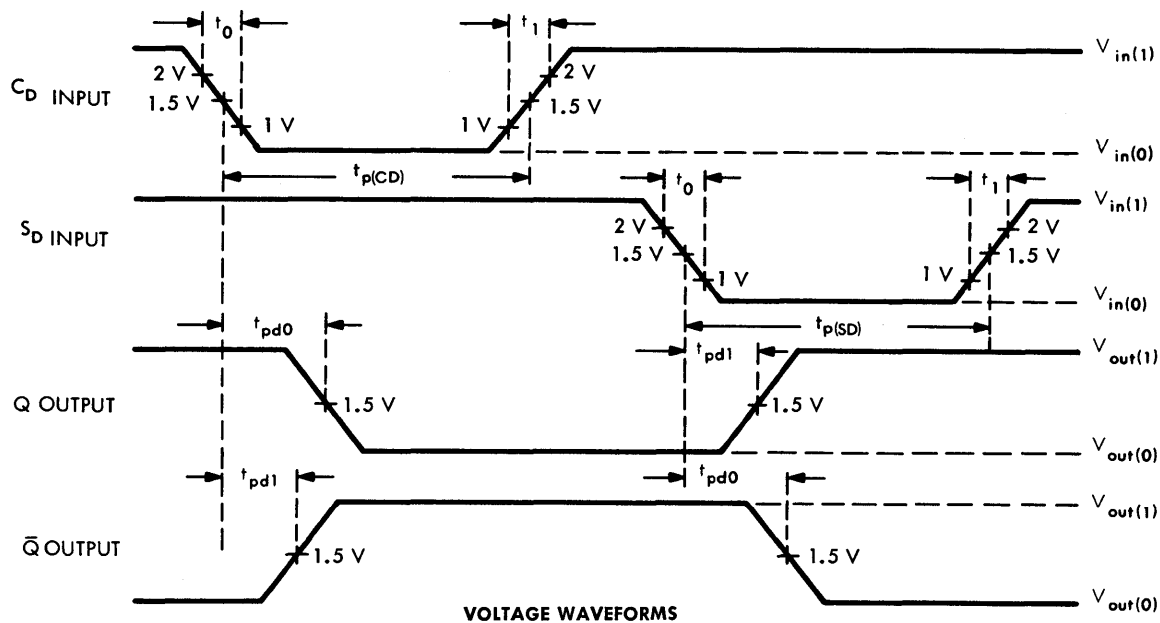 t0 t1
Vin(1)
2 V 2 V
CD INPUT 1.5 V 1.5 V
1 V 1 V
Vin(0)
tp(CD) t0 t1
Vin(1)
2 V 2 V
SD INPUT 1.5 V 1.5 V
1 V 1 V
Vin(0)
tpd0 tp(SD)
tpd1 Vout(1)
Q OUTPUT 1.5 V 1.5 V
Vout(0)
tpd1 tpd0
Vout(1)
Q̄ OUTPUT 1.5 V 1.5 V
Vout(0)
VOLTAGE WAVEFORMS